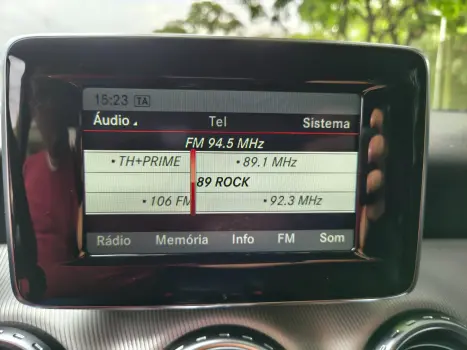 15:23 TA
Áudio Tel Sistema
FM 94.5 MHz
• TH+PRIME • 89.1 MHz
89 ROCK
• 106 FM • 92.3 MHz
Rádio Memória Info FM Som